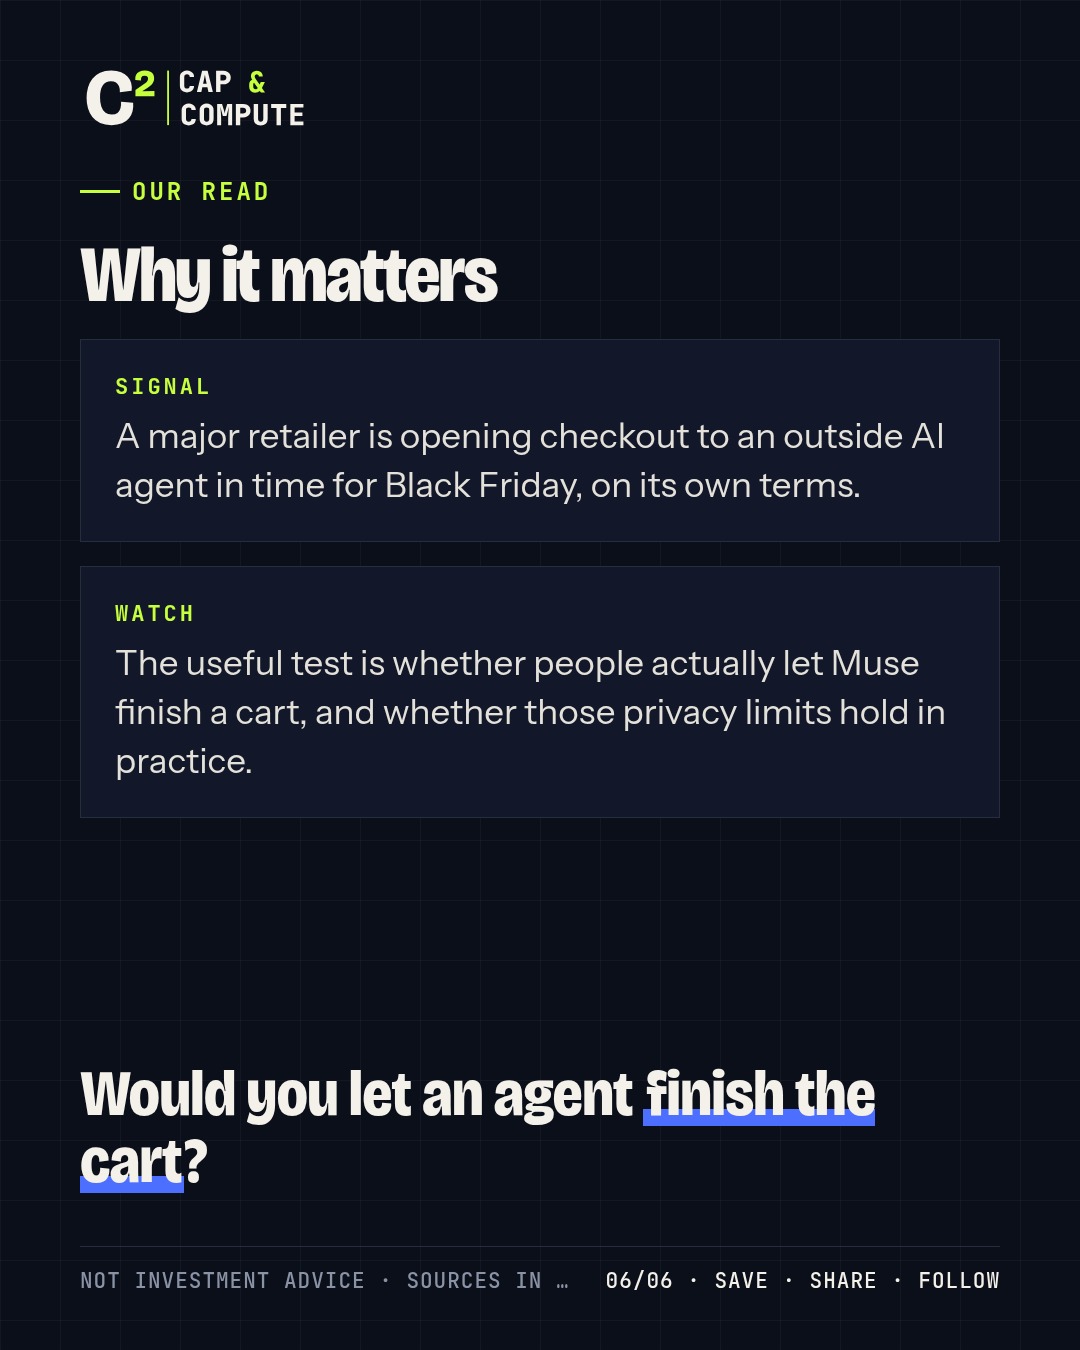 C² CAP &
COMPUTE
OUR READ
Why it matters
SIGNAL
A major retailer is opening checkout to an outside AI
agent in time for Black Friday, on its own terms.
WATCH
The useful test is whether people actually let Muse
finish a cart, and whether those privacy limits hold in
practice.
Would you let an agent finish the
cart?
NOT INVESTMENT ADVICE · SOURCES IN … 06/06 · SAVE · SHARE · FOLLOW